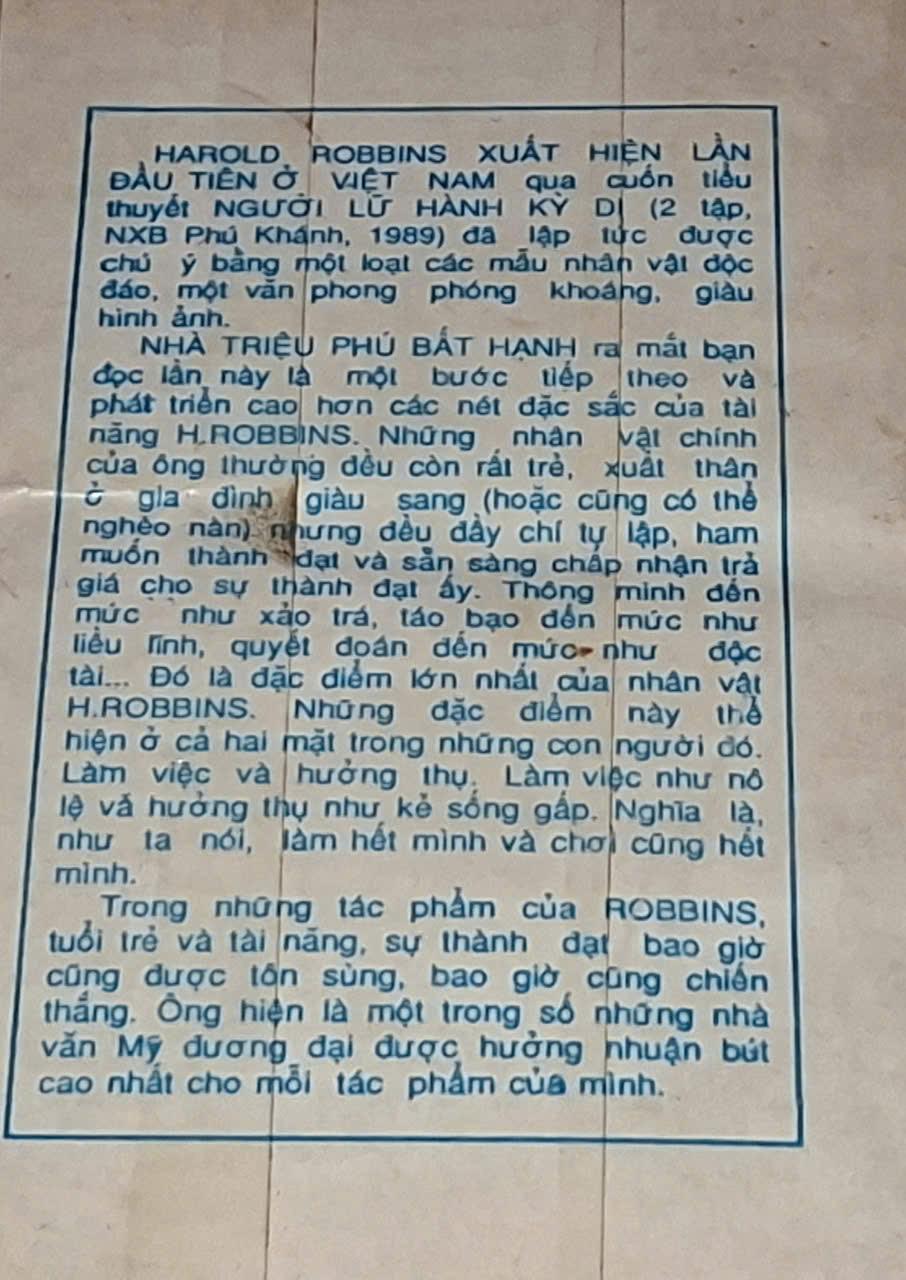 HAROLD ROBBINS XUẤT HIỆN LẦN
ĐẦU TIÊN Ở VIỆT NAM qua cuốn tiểu
thuyết NGƯỜI LỮ HÀNH KỲ DỊ (2 tập,
NXB Phú Khánh, 1989) đã lập tức được
chú ý bằng một loạt các mẫu nhân vật độc
đáo, một văn phong phóng khoáng, giàu
hình ảnh.
NHÀ TRIỆU PHÚ BẤT HẠNH ra mắt bạn
đọc lần này là một bước tiếp theo và
phát triển cao hơn các nét đặc sắc của tài
năng H.ROBBINS. Những nhân vật chính
của ông thường đều còn rất trẻ, xuất thân
ở gia đình giàu sang (hoặc cũng có thể
nghèo nàn) nhưng đều đầy chí tự lập, ham
muốn thành đạt và sẵn sàng chấp nhận trả
giá cho sự thành đạt ấy. Thông minh đến
mức như xảo trá, táo bạo đến mức như
liều lĩnh, quyết đoán đến mức như độc
tài... Đó là đặc điểm lớn nhất của nhân vật
H.ROBBINS. Những đặc điểm này thể
hiện ở cả hai mặt trong những con người đó.
Làm việc và hưởng thụ. Làm việc như nô
lệ vả hưởng thụ như kẻ sống gấp. Nghĩa là,
như ta nói, làm hết mình và chơi cũng hết
mình.
Trong những tác phẩm của ROBBINS,
tuổi trẻ và tài năng, sự thành đạt bao giờ
cũng được tôn sùng, bao giờ cũng chiến
thắng. Ông hiện là một trong số những nhà
văn Mỹ đương đại được hưởng nhuận bút
cao nhất cho mỗi tác phẩm của mình.